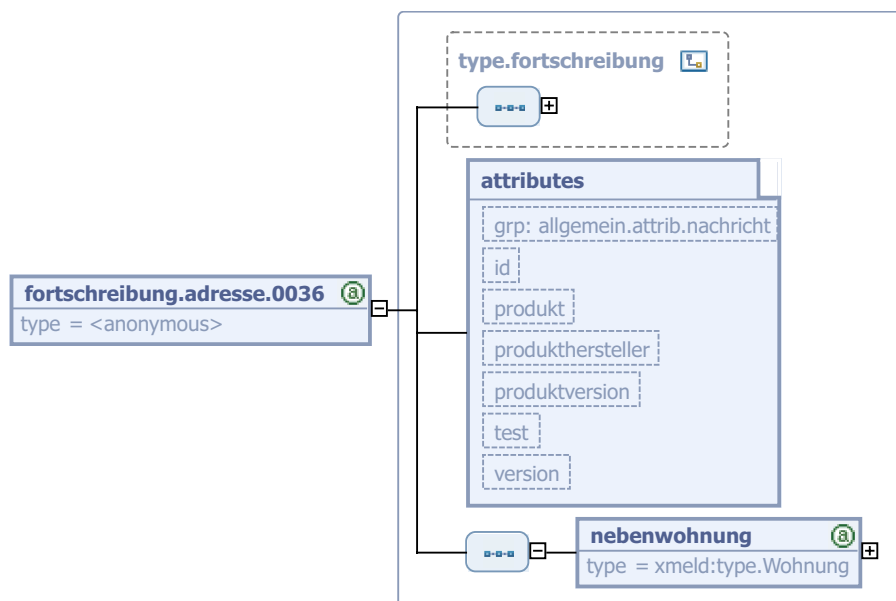 type.fortschreibung
attributes
grp: allgemein.attrib.nachricht
id
produkt
produkthersteller
produktversion
test
version
fortschreibung.adresse.0036 a
type = <anonymous>
nebenwohnung a
type = xmeld:type.Wohnung